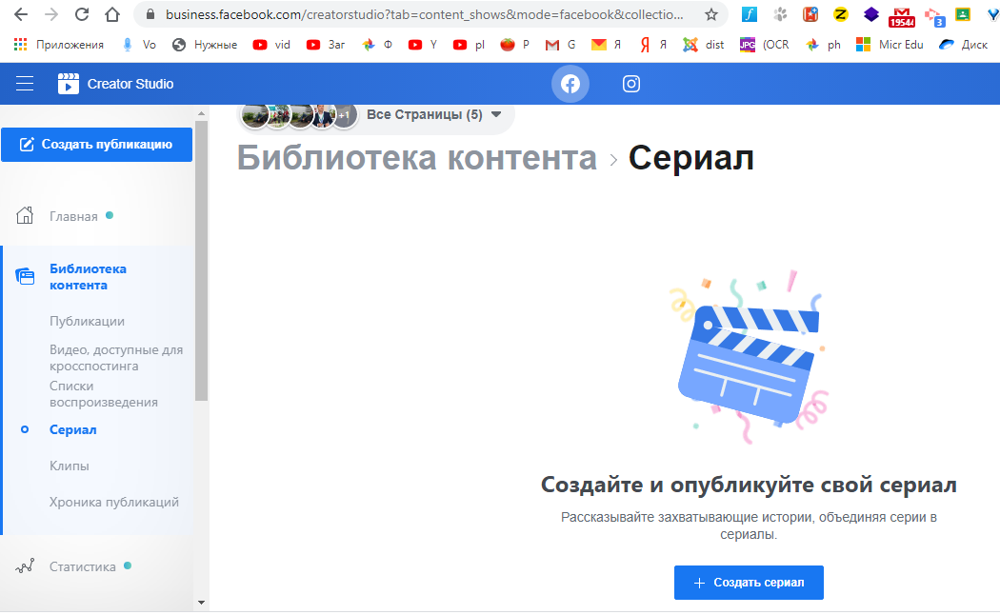 business.facebook.com/creatorstudio?tab=content_shows&mode=facebook&collectio...
19544
3
Приложения Vo Нужные vid Заг Ф Y pl P G Я Я dist JPG (OCR ph Micr Edu Диск
Creator Studio
+1 Все Страницы (5)
Создать публикацию
Библиотека контента > Сериал
Главная
Библиотека
контента
Публикации
Видео, доступные для
кросспостинга
Списки
воспроизведения
Сериал
Клипы
Хроника публикаций
Статистика
Создайте и опубликуйте свой сериал
Рассказывайте захватывающие истории, объединяя серии в
сериалы.
+ Создать сериал